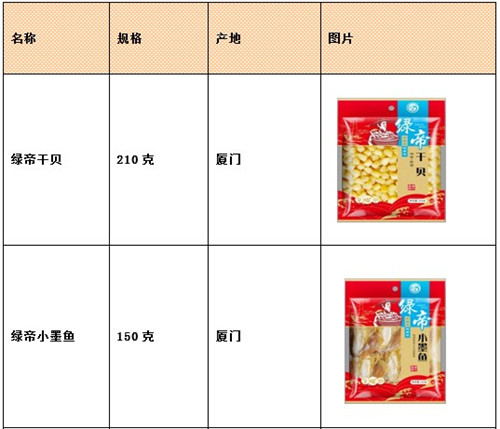 名称 规格 产地 图片
绿帝干贝 210 克 厦门
绿帝
干贝
绿帝小墨鱼 150 克 厦门
绿帝
小墨鱼